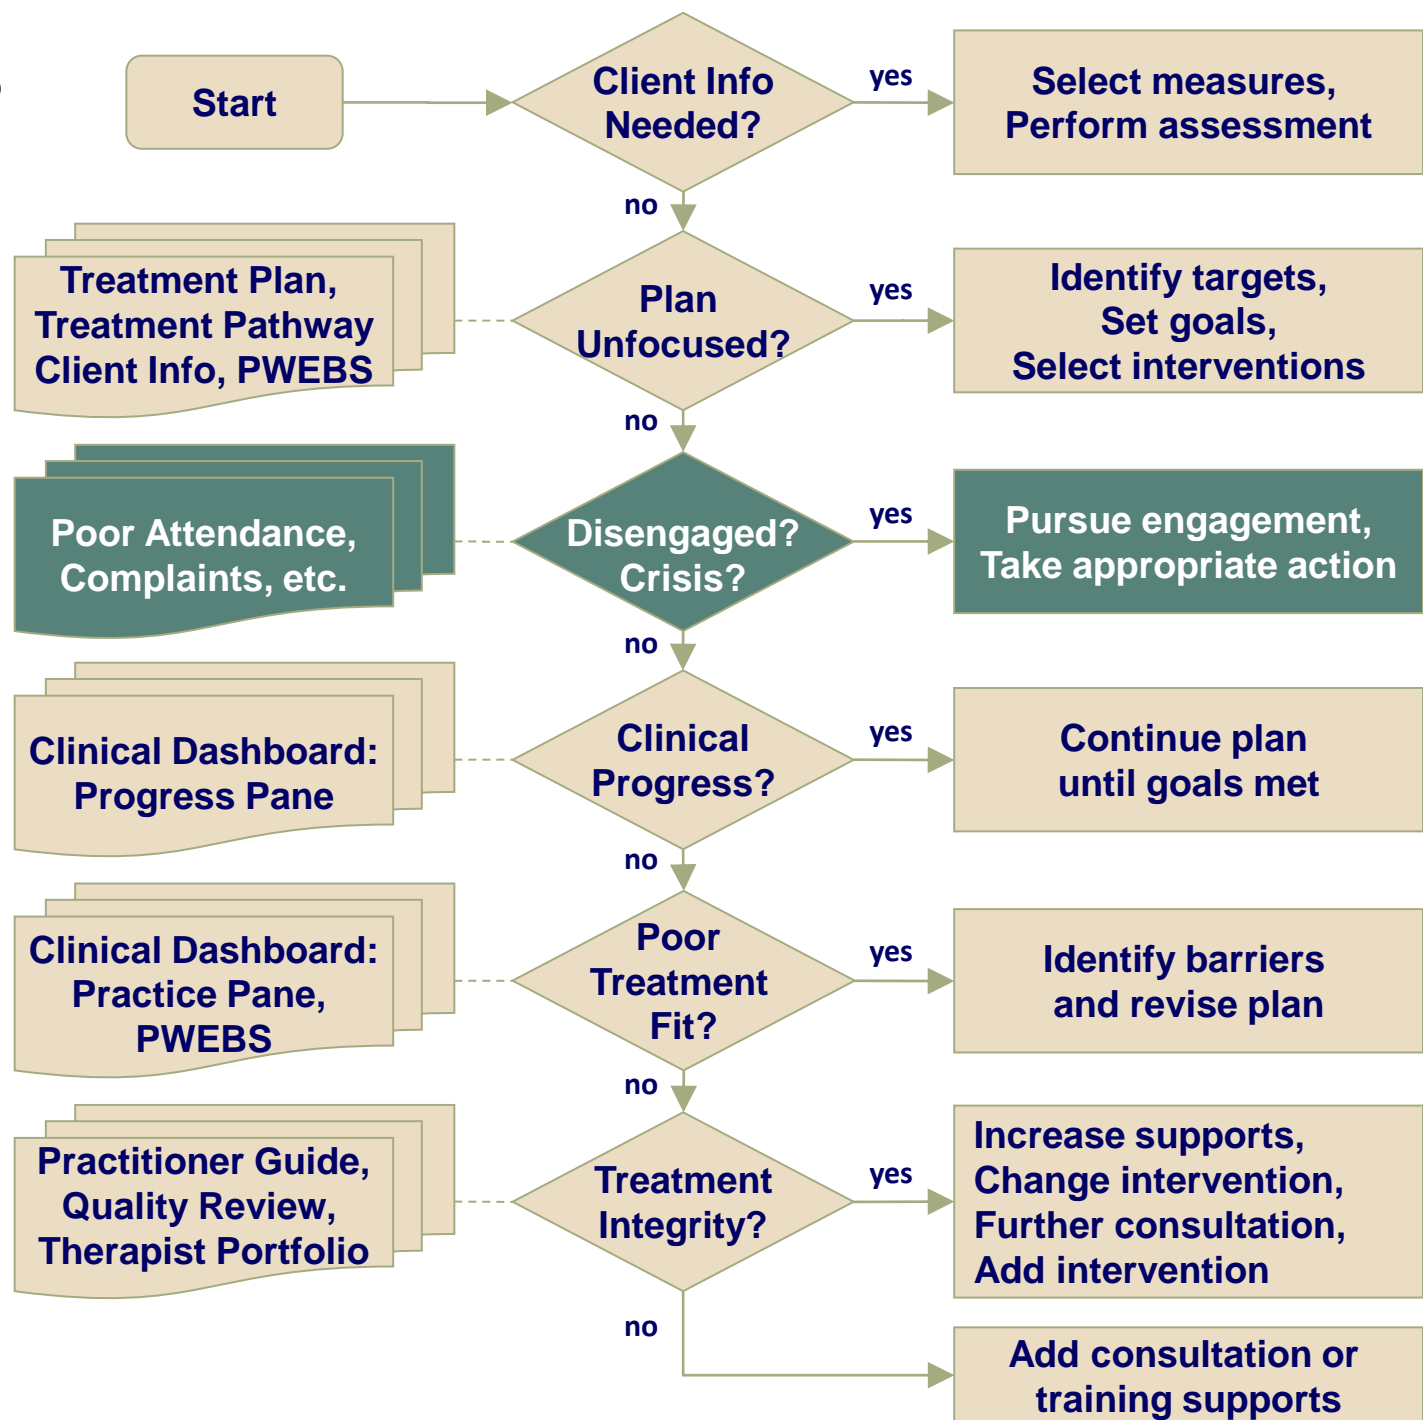 Start
Client Info
Needed?
yes
Select measures,
Perform assessment
no
Treatment Plan,
Treatment Pathway
Client Info, PWEBS
Plan
Unfocused?
yes
Identify targets,
Set goals,
Select interventions
no
Poor Attendance,
Complaints, etc.
Disengaged?
Crisis?
yes
Pursue engagement,
Take appropriate action
no
Clinical Dashboard:
Progress Pane
Clinical
Progress?
yes
Continue plan
until goals met
no
Clinical Dashboard:
Practice Pane,
PWEBS
Poor
Treatment
Fit?
yes
Identify barriers
and revise plan
no
Practitioner Guide,
Quality Review,
Therapist Portfolio
Treatment
Integrity?
yes
Increase supports,
Change intervention,
Further consultation,
Add intervention
no
Add consultation or
training supports